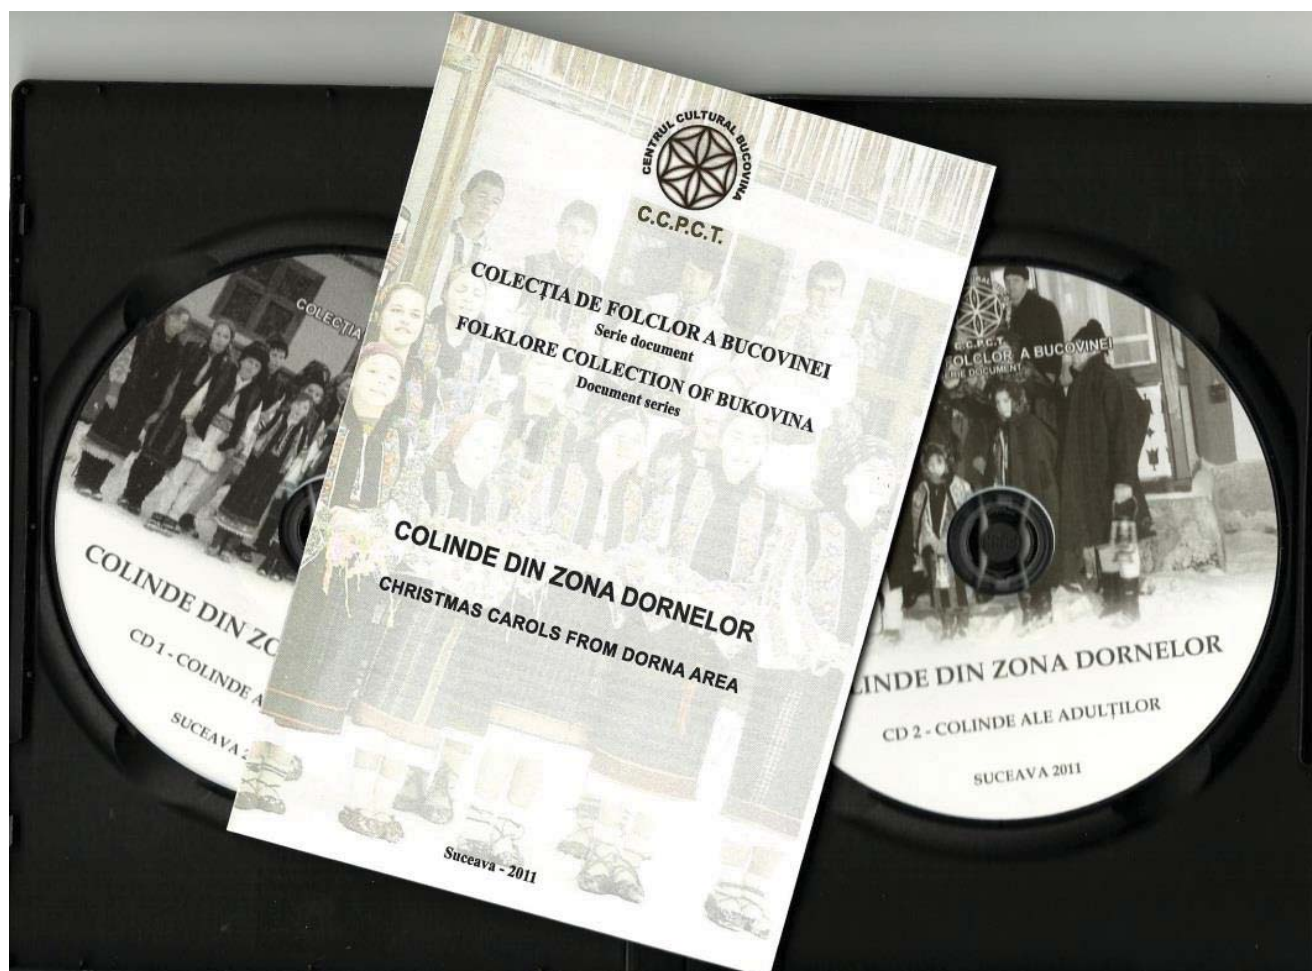 CENTRUL CULTURAL BUCOVINA
C.C.P.C.T.
COLECȚIA DE FOLCLOR A BUCOVINEI
Serie document
FOLKLORE COLLECTION OF BUKOVINA
Document series
COLINDE DIN ZONA DORNELOR
CHRISTMAS CAROLS FROM DORNA AREA
Suceava - 2011
COLECȚIA
COLINDE DIN ZO
CD 1 - COLINDE A
SUCEAVA 2
C.C.P.C.T.
FOLCLOR A BUCOVINEI
SERIE DOCUMENT
LINDE DIN ZONA DORNELOR
CD 2 - COLINDE ALE ADULȚILOR
SUCEAVA 2011